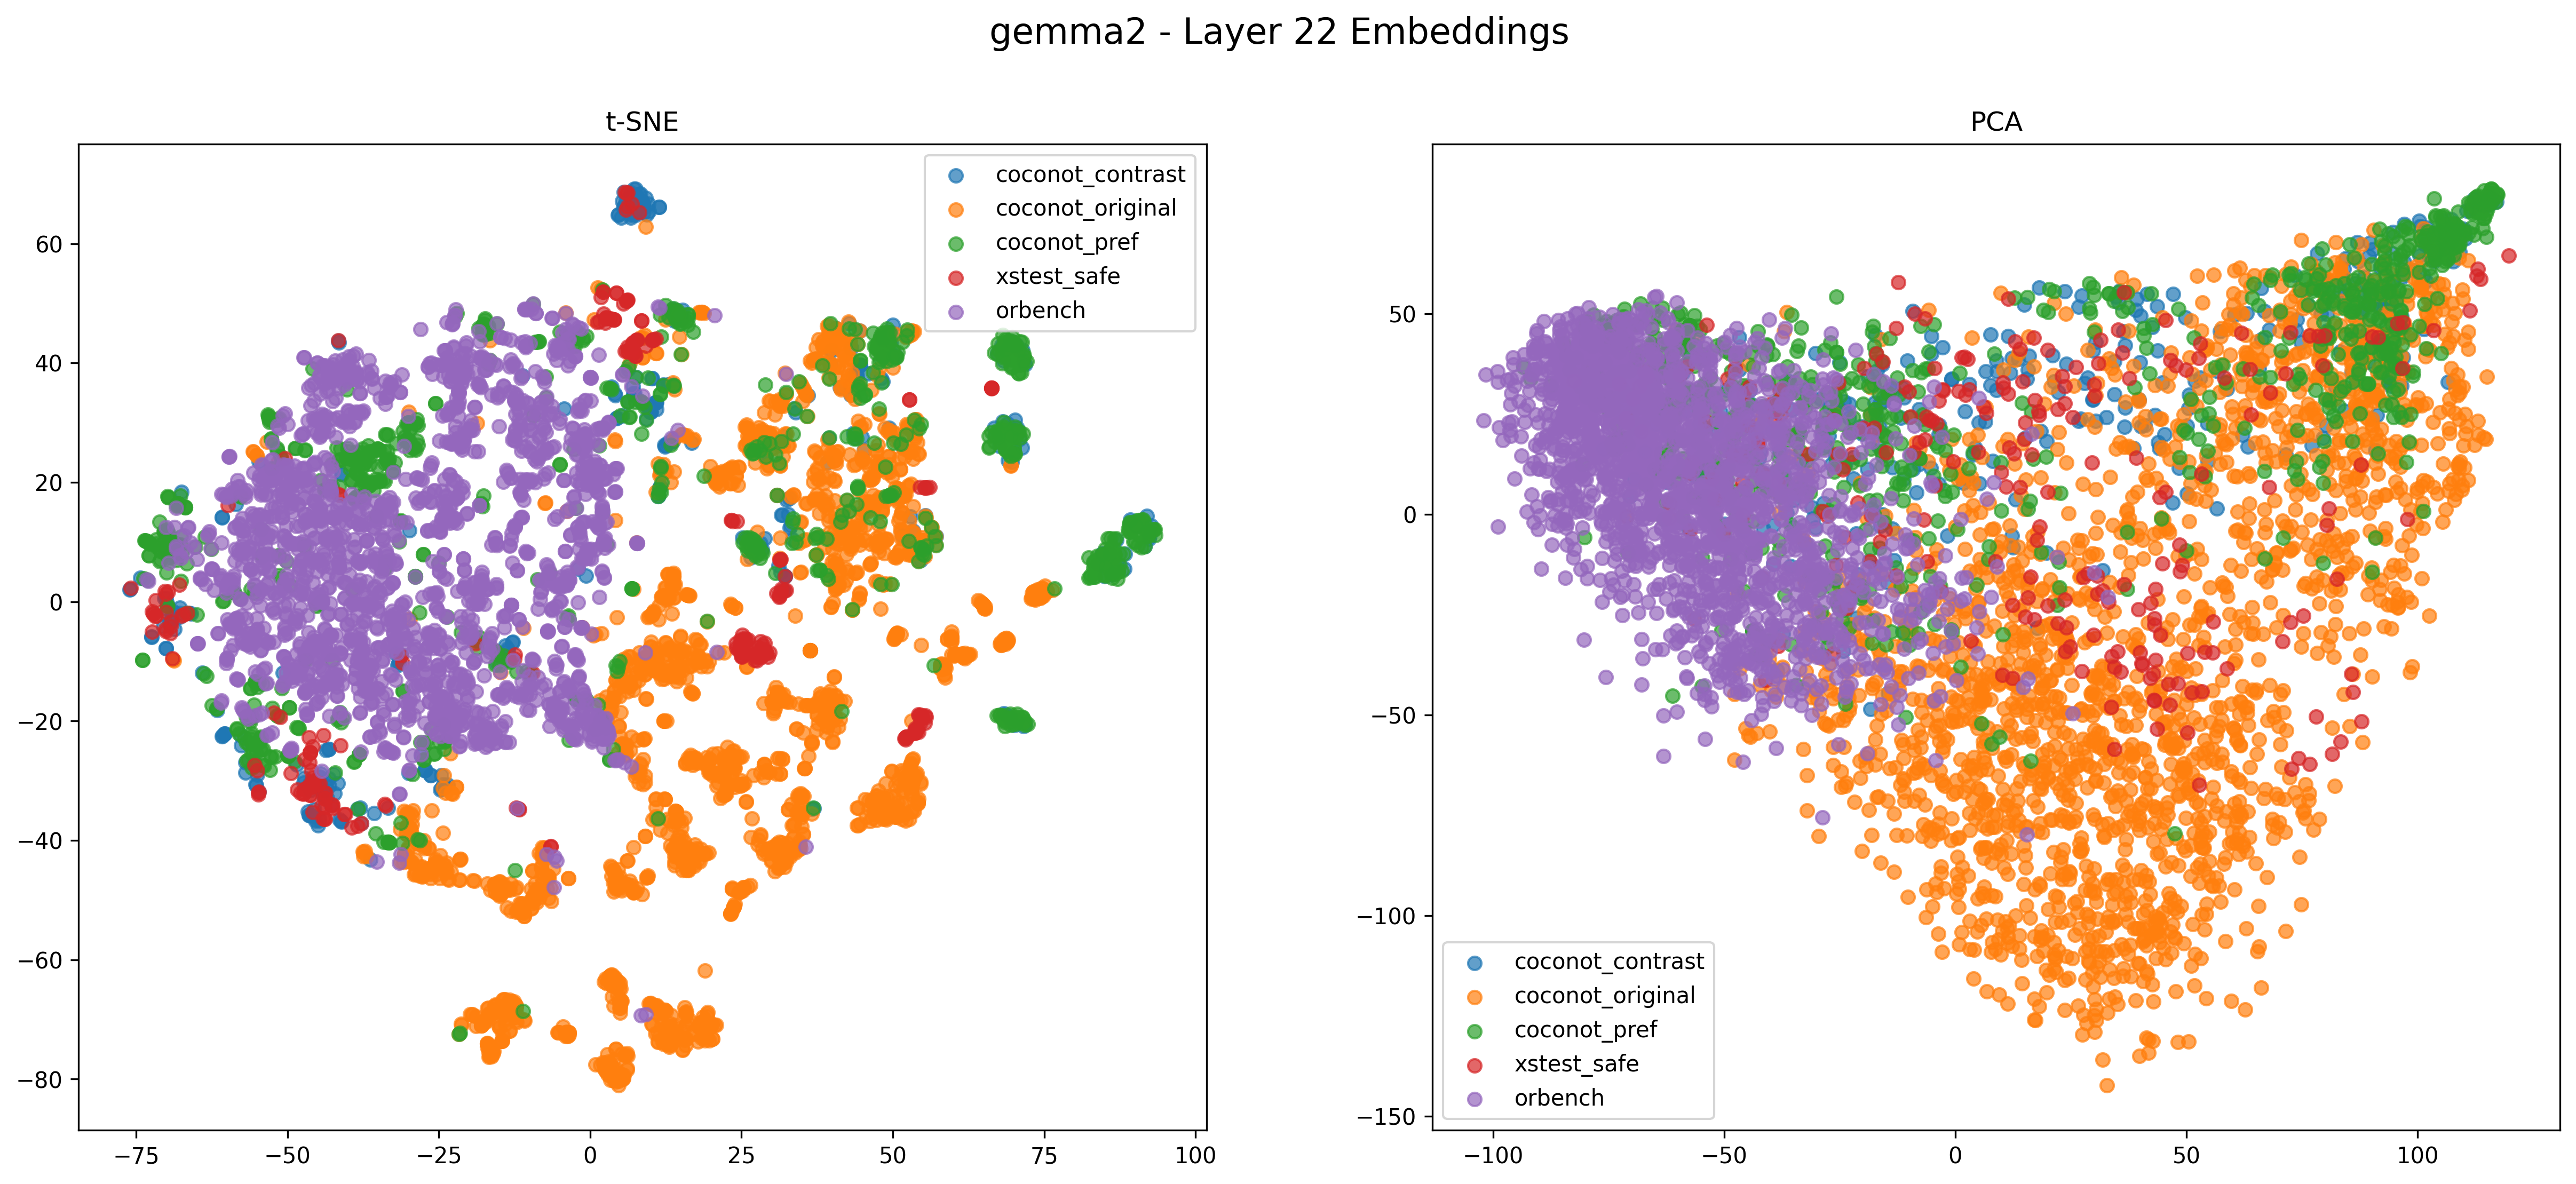 gemma2 - Layer 22 Embeddings
t-SNE
coconot_contrast
coconot_original
coconot_pref
xstest_safe
orbench
60
40
20
0
−20
−40
−60
−80
−75
−50
−25
0
25
50
75
100
PCA
50
0
−50
−100
−150
coconot_contrast
coconot_original
coconot_pref
xstest_safe
orbench
−100
−50
0
50
100